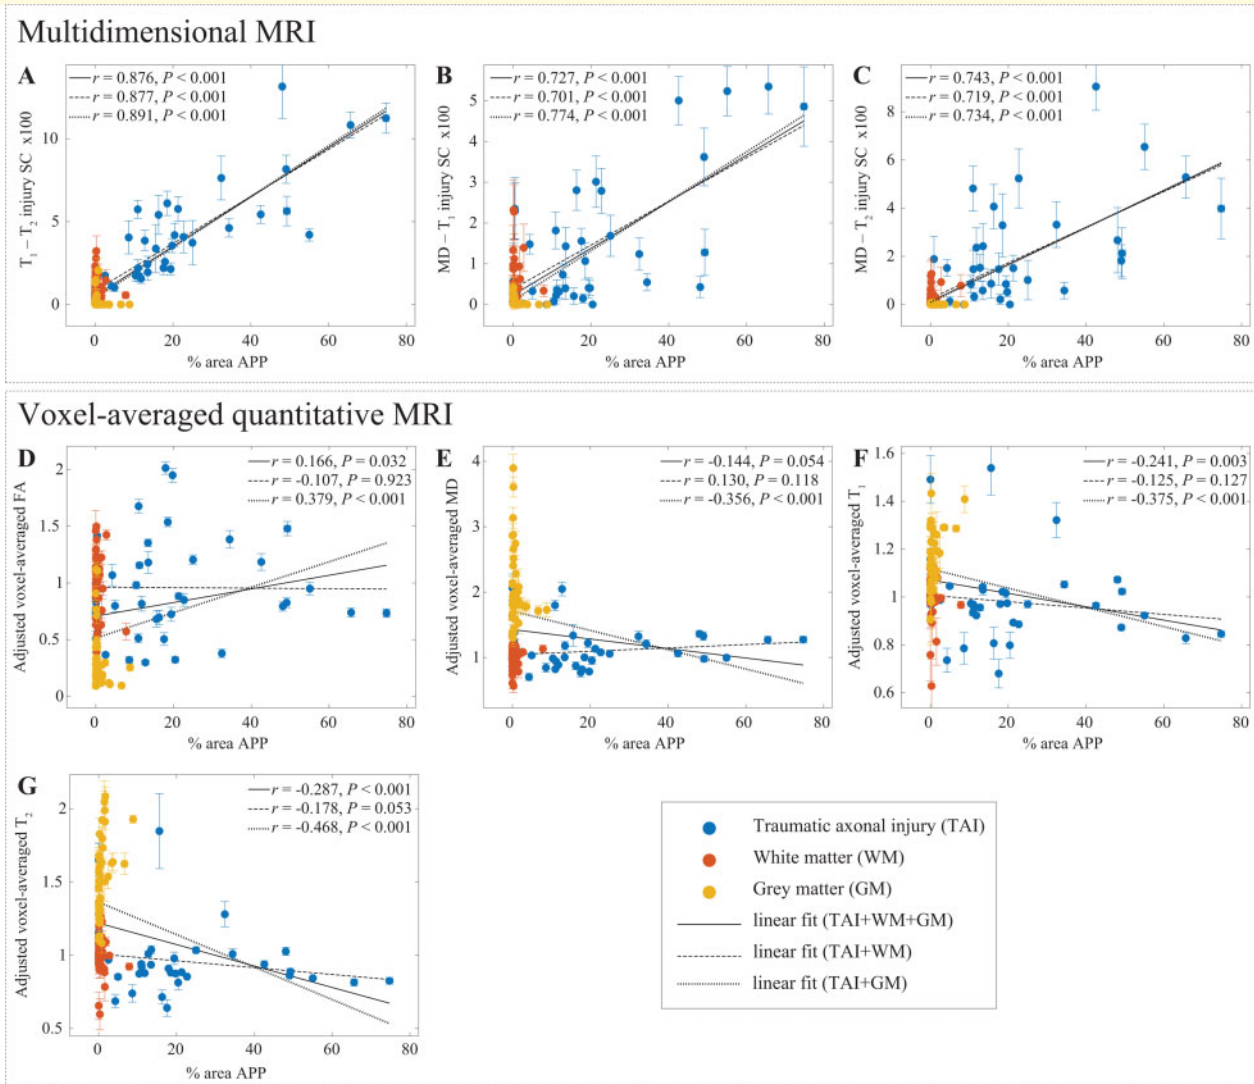 Multidimensional MRI
A
r = 0.876, P < 0.001
r = 0.877, P < 0.001
r = 0.891, P < 0.001
T1 – T2 injury SC x100
10
5
0
0 20 40 60 80
% area APP
B
r = 0.727, P < 0.001
r = 0.701, P < 0.001
r = 0.774, P < 0.001
MD – T1 injury SC x100
5
4
3
2
1
0
0 20 40 60 80
% area APP
C
r = 0.743, P < 0.001
r = 0.719, P < 0.001
r = 0.734, P < 0.001
MD – T2 injury SC x100
8
6
4
2
0
0 20 40 60 80
% area APP
Voxel-averaged quantitative MRI
D
r = 0.166, P = 0.032
r = -0.107, P = 0.923
r = 0.379, P < 0.001
Adjusted voxel-averaged FA
2
1.5
1
0.5
0
0 20 40 60 80
% area APP
E
r = -0.144, P = 0.054
r = 0.130, P = 0.118
r = -0.356, P < 0.001
Adjusted voxel-averaged MD
4
3
2
1
0 20 40 60 80
% area APP
F
r = -0.241, P = 0.003
r = -0.125, P = 0.127
r = -0.375, P < 0.001
Adjusted voxel-averaged T1
1.6
1.4
1.2
1
0.8
0.6
0 20 40 60 80
% area APP
G
r = -0.287, P < 0.001
r = -0.178, P = 0.053
r = -0.468, P < 0.001
Adjusted voxel-averaged T2
2
1.5
1
0.5
0 20 40 60 80
% area APP
Traumatic axonal injury (TAI)
White matter (WM)
Grey matter (GM)
linear fit (TAI+WM+GM)
linear fit (TAI+WM)
linear fit (TAI+GM)